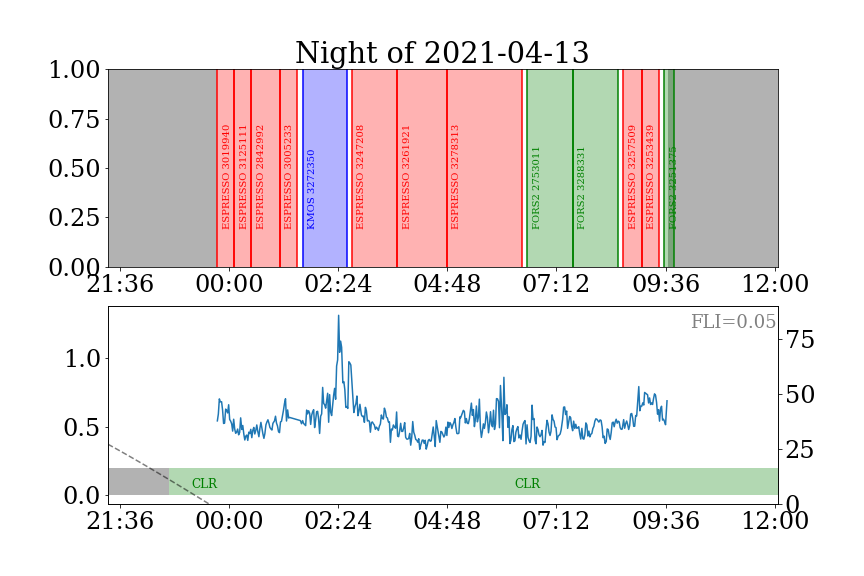 Night of 2021-04-13
1.00
0.75
0.50
0.25
0.00
ESPRESSO 3019940
ESPRESSO 3125111
ESPRESSO 2842992
ESPRESSO 3005233
KMOS 3272350
ESPRESSO 3247208
ESPRESSO 3261921
ESPRESSO 3278313
FORS2 2753011
FORS2 3288331
ESPRESSO 3257509
ESPRESSO 3253439
FORS2 3251375
21:36 00:00 02:24 04:48 07:12 09:36 12:00
FLI=0.05
1.0
0.5
0.0
75
50
25
0
CLR CLR
21:36 00:00 02:24 04:48 07:12 09:36 12:00